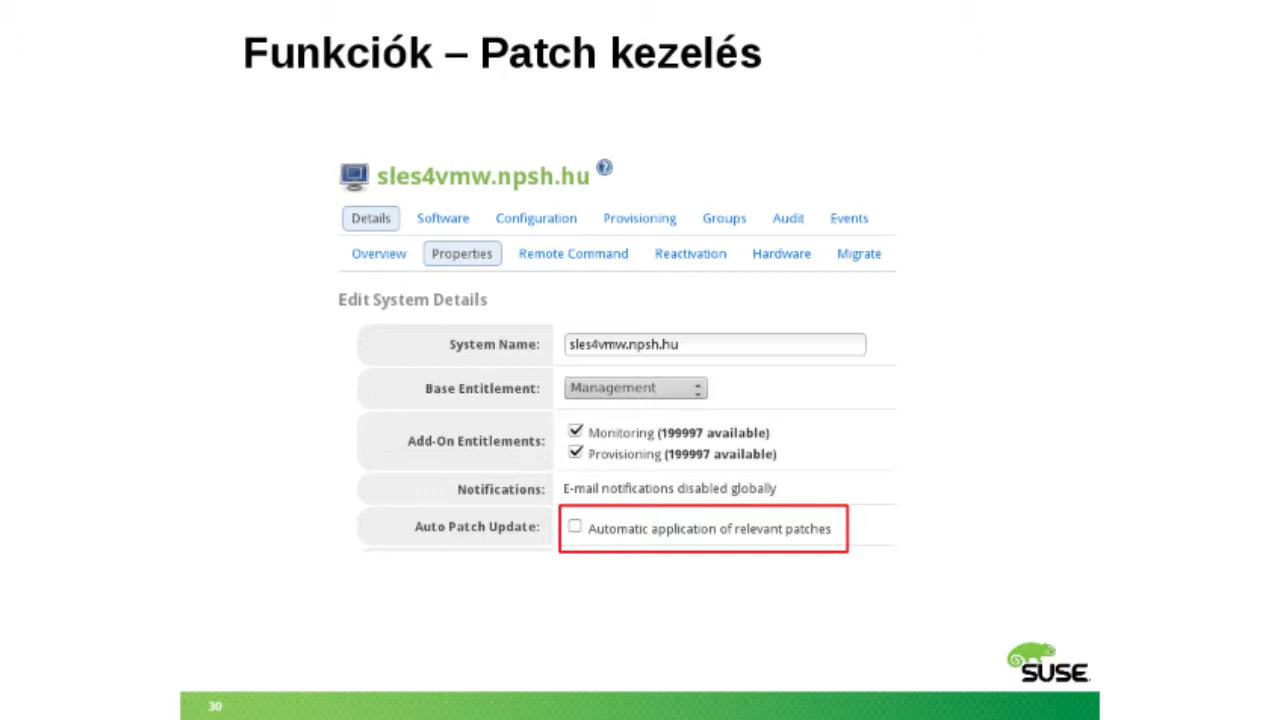 Funkciók – Patch kezelés
sles4vmw.npsh.hu ?
Details Software Configuration Provisioning Groups Audit Events
Overview Properties Remote Command Reactivation Hardware Migrate
Edit System Details
System Name: sles4vmw.npsh.hu
Base Entitlement: Management
Add-On Entitlements: Monitoring (199997 available)
Provisioning (199997 available)
Notifications: E-mail notifications disabled globally
Auto Patch Update: Automatic application of relevant patches
SUSE
30